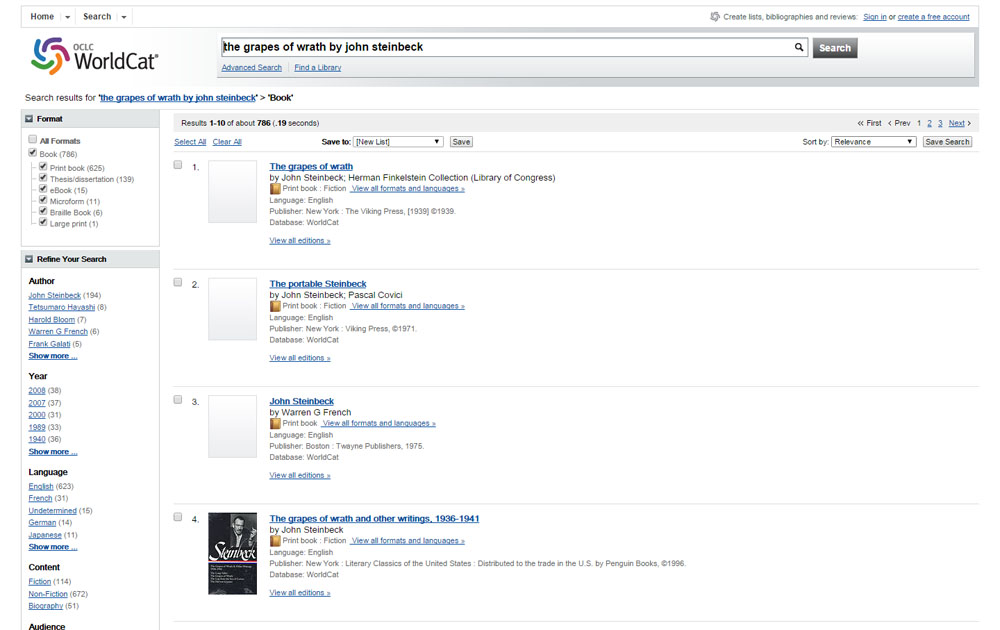 Home Search Create lists, bibliographies and reviews: Sign in or create a free account
OCLC
WorldCat®
the grapes of wrath by john steinbeck Search
Advanced Search Find a Library
Search results for 'the grapes of wrath by john steinbeck' > 'Book'
Format
All Formats
Book (786)
Print book (625)
Thesis/dissertation (139)
eBook (15)
Microform (11)
Braille Book (6)
Large print (1)
Refine Your Search
Author
John Steinbeck (194)
Tetsumaro Hayashi (8)
Harold Bloom (7)
Warren G French (6)
Frank Galati (5)
Show more ...
Year
2008 (38)
2007 (37)
2000 (31)
1989 (33)
1940 (36)
Show more ...
Language
English (623)
French (31)
Undetermined (15)
German (14)
Japanese (11)
Show more ...
Content
Fiction (114)
Non-Fiction (672)
Biography (51)
Audience
Results 1-10 of about 786 (.19 seconds) « First < Prev 1 2 3 Next >
Select All Clear All Save to: [New List] Save Sort by: Relevance Save Search
1. The grapes of wrath
by John Steinbeck; Herman Finkelstein Collection (Library of Congress)
Print book : Fiction View all formats and languages »
Language: English
Publisher: New York : The Viking Press, [1939] ©1939.
Database: WorldCat
View all editions »
2. The portable Steinbeck
by John Steinbeck; Pascal Covici
Print book : Fiction View all formats and languages »
Language: English
Publisher: New York : Viking Press, ©1971.
Database: WorldCat
View all editions »
3. John Steinbeck
by Warren G French
Print book View all formats and languages »
Language: English
Publisher: Boston : Twayne Publishers, 1975.
Database: WorldCat
View all editions »
4. The grapes of wrath and other writings, 1936-1941
by John Steinbeck
Print book : Fiction View all formats and languages »
Language: English
Publisher: New York : Literary Classics of the United States : Distributed to the trade in the U.S. by Penguin Books, ©1996.
Database: WorldCat
View all editions »
Steinbeck